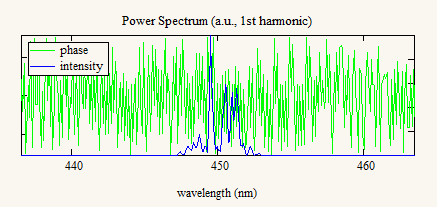 Power Spectrum (a.u., 1st harmonic)
phase
intensity
440 450 460
wavelength (nm)